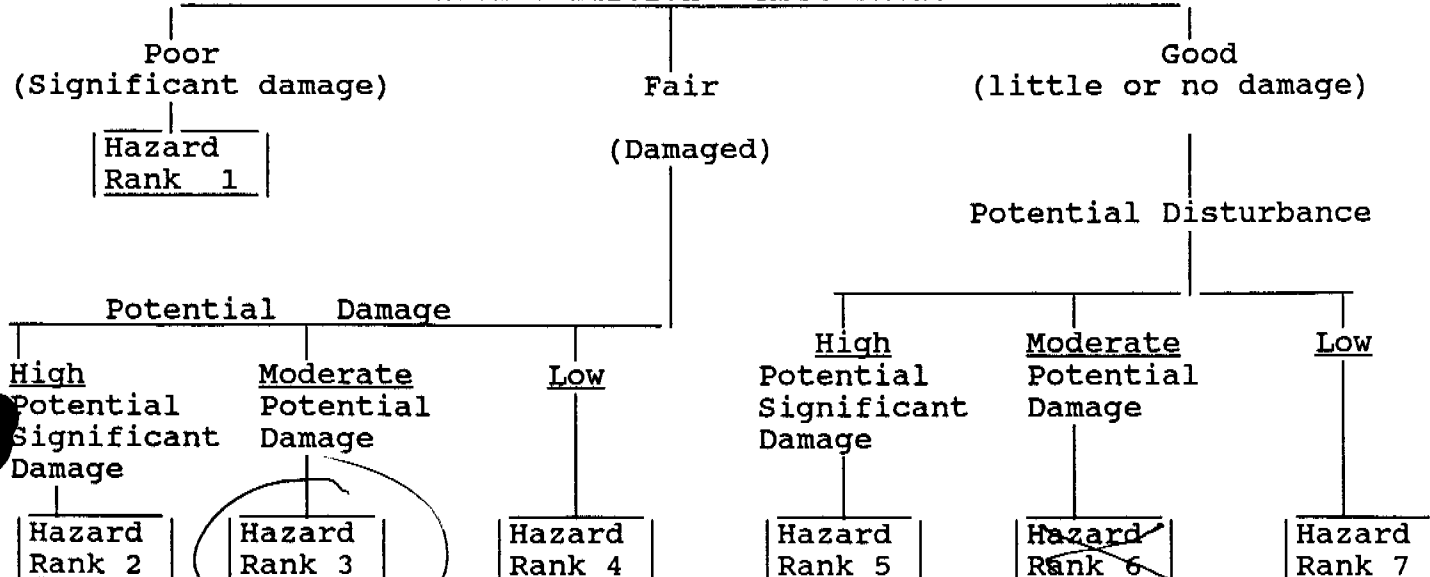 Poor
(Significant damage)
Hazard
Rank 1
Fair
(Damaged)
Good
(little or no damage)
Potential Disturbance
Potential Damage
High
Potential
Significant
Damage
Hazard
Rank 2
Moderate
Potential
Damage
Hazard
Rank 3
Low
Hazard
Rank 4
High
Potential
Significant
Damage
Hazard
Rank 5
Moderate
Potential
Damage
Hazard
Rank 6
Low
Hazard
Rank 7